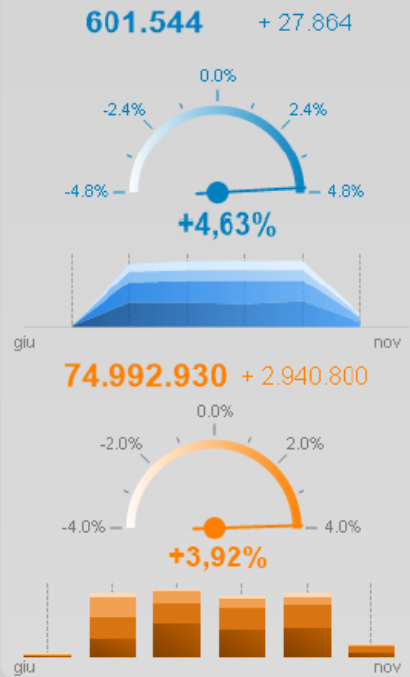 601.544 + 27.864
0.0%
-2.4% 2.4%
-4.8% 4.8%
+4,63%
giu nov
74.992.930 + 2.940.800
0.0%
-2.0% 2.0%
-4.0% 4.0%
+3,92%
giu nov